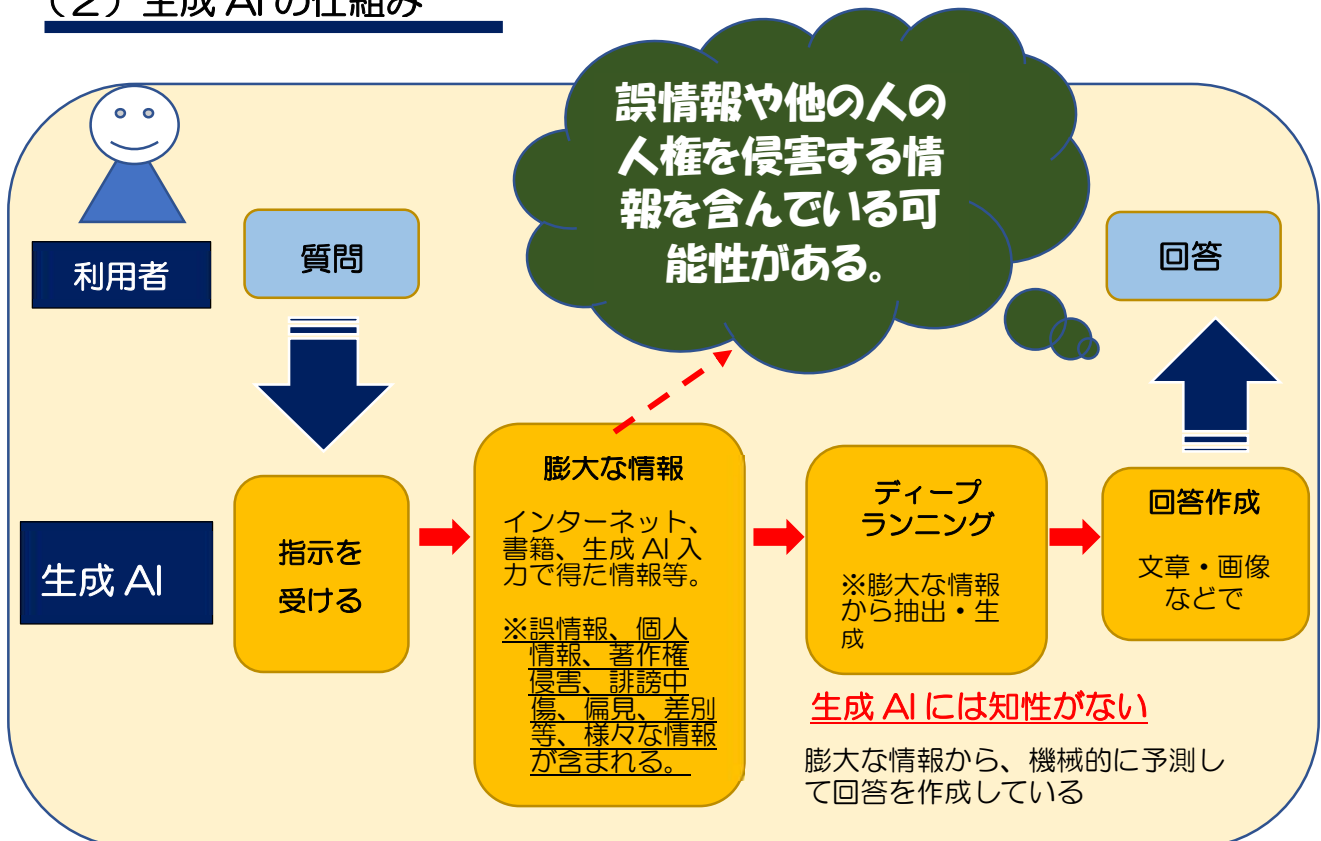 （2）生成 AI の仕組み
誤情報や他の人の
人権を侵害する情
報を含んでいる可
能性がある。
利用者
質問
回答
生成 AI
指示を
受ける
膨大な情報
インターネット、
書籍、生成 AI 入
力で得た情報等。
※誤情報、個人
情報、著作権
侵害、誹謗中
傷、偏見、差別
等、様々な情報
が含まれる。
ディープ
ランニング
※膨大な情報
から抽出・生
成
回答作成
文章・画像
などで
生成 AI には知性がない
膨大な情報から、機械的に予測し
て回答を作成している